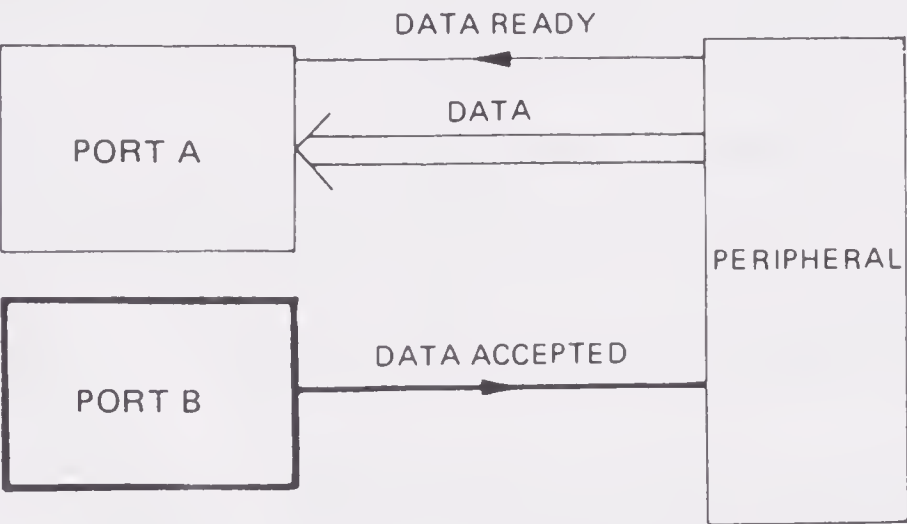 DATA READY
DATA
PORT A
PERIPHERAL
DATA ACCEPTED
PORT B